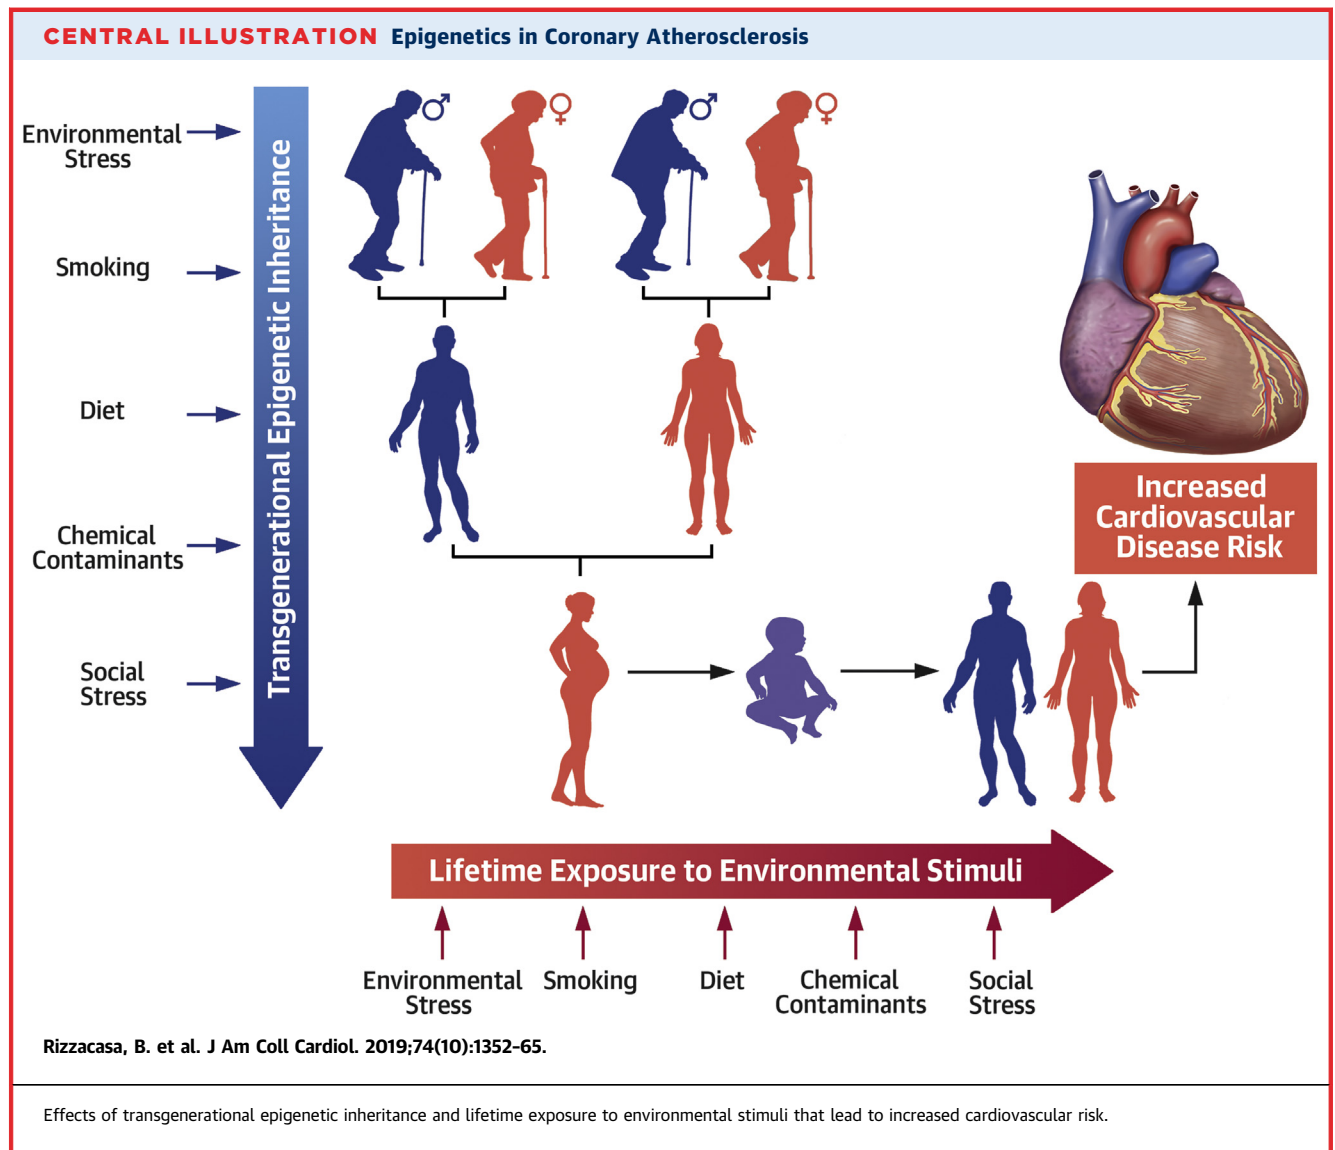 CENTRAL ILLUSTRATION Epigenetics in Coronary Atherosclerosis
Environmental
Stress
Smoking
Diet
Chemical
Contaminants
Social
Stress
Transgenerational Epigenetic Inheritance
♂
♀
♂
♀
Increased
Cardiovascular
Disease Risk
Lifetime Exposure to Environmental Stimuli
Environmental
Stress
Smoking
Diet
Chemical
Contaminants
Social
Stress
Rizzacasa, B. et al. J Am Coll Cardiol. 2019;74(10):1352–65.
Effects of transgenerational epigenetic inheritance and lifetime exposure to environmental stimuli that lead to increased cardiovascular risk.